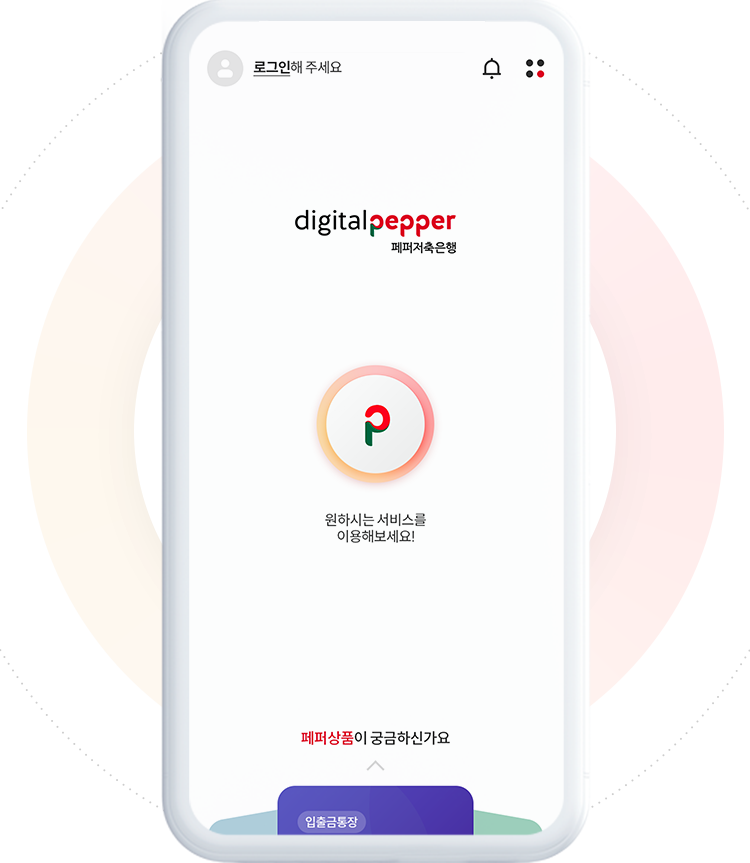 로그인해 주세요
digitalpepper
페퍼저축은행
원하시는 서비스를
이용해보세요!
페퍼상품이 궁금하신가요
입출금통장